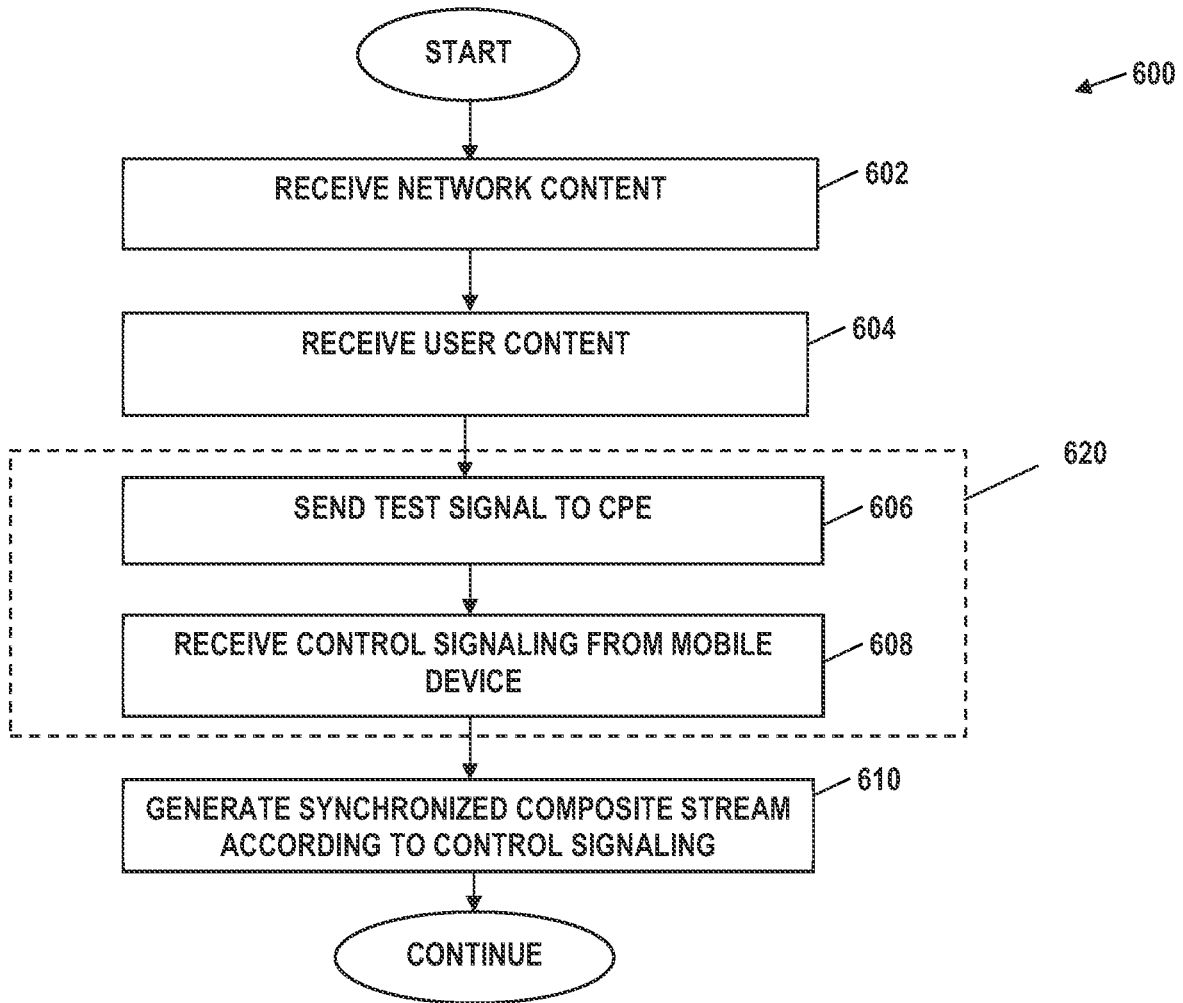 START
600
RECEIVE NETWORK CONTENT
602
RECEIVE USER CONTENT
604
620
SEND TEST SIGNAL TO CPE
606
RECEIVE CONTROL SIGNALING FROM MOBILE
DEVICE
608
610
GENERATE SYNCHRONIZED COMPOSITE STREAM
ACCORDING TO CONTROL SIGNALING
CONTINUE